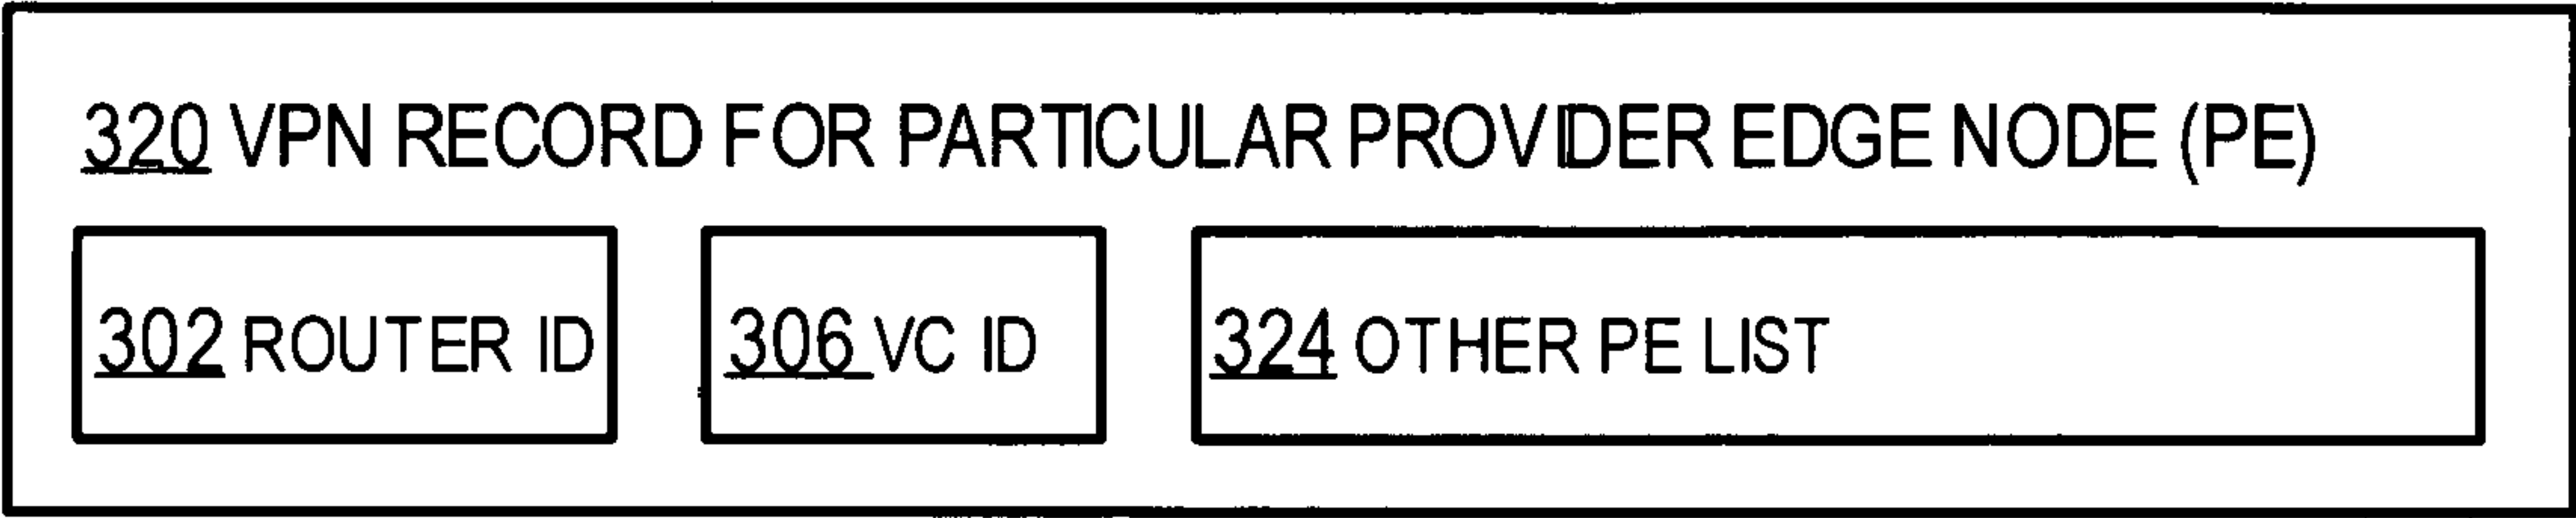 320 VPN RECORD FOR PARTICULAR PROVIDER EDGE NODE (PE)
302 ROUTER ID 306 VC ID 324 OTHER PE LIST